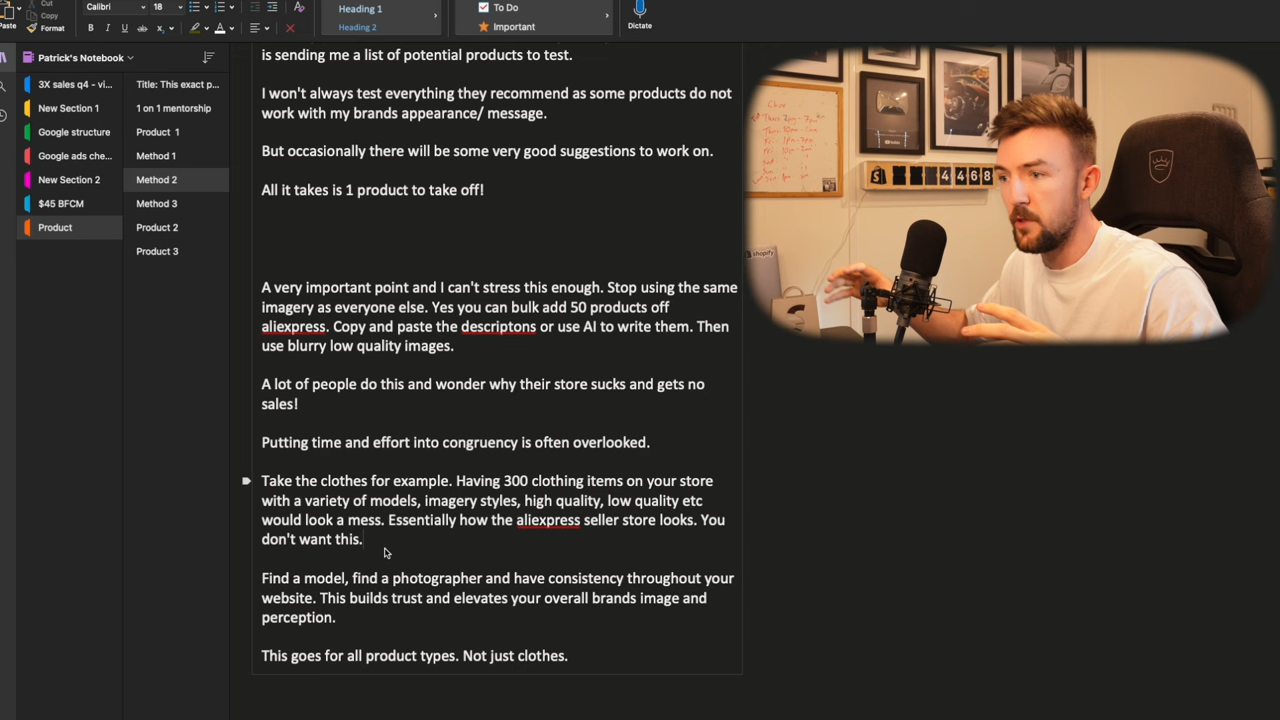 Cut
Calibri
18
Heading 1
To Do
Paste
Copy
Format
B I U ab x
A
Heading 2
Important
Dictate
Patrick's Notebook
3X sales q4 - vi...
New Section 1
Google structure
Google ads che...
New Section 2
$45 BFCM
Product
Title: This exact p...
1 on 1 mentorship
Product 1
Method 1
Method 2
Method 3
Product 2
Product 3
is sending me a list of potential products to test.
I won't always test everything they recommend as some products do not
work with my brands appearance/ message.
But occasionally there will be some very good suggestions to work on.
All it takes is 1 product to take off!
A very important point and I can't stress this enough. Stop using the same
imagery as everyone else. Yes you can bulk add 50 products off
aliexpress. Copy and paste the descriptons or use AI to write them. Then
use blurry low quality images.
A lot of people do this and wonder why their store sucks and gets no
sales!
Putting time and effort into congruency is often overlooked.
Take the clothes for example. Having 300 clothing items on your store
with a variety of models, imagery styles, high quality, low quality etc
would look a mess. Essentially how the aliexpress seller store looks. You
don't want this.
Find a model, find a photographer and have consistency throughout your
website. This builds trust and elevates your overall brands image and
perception.
This goes for all product types. Not just clothes.
4 4 6 8
shopify